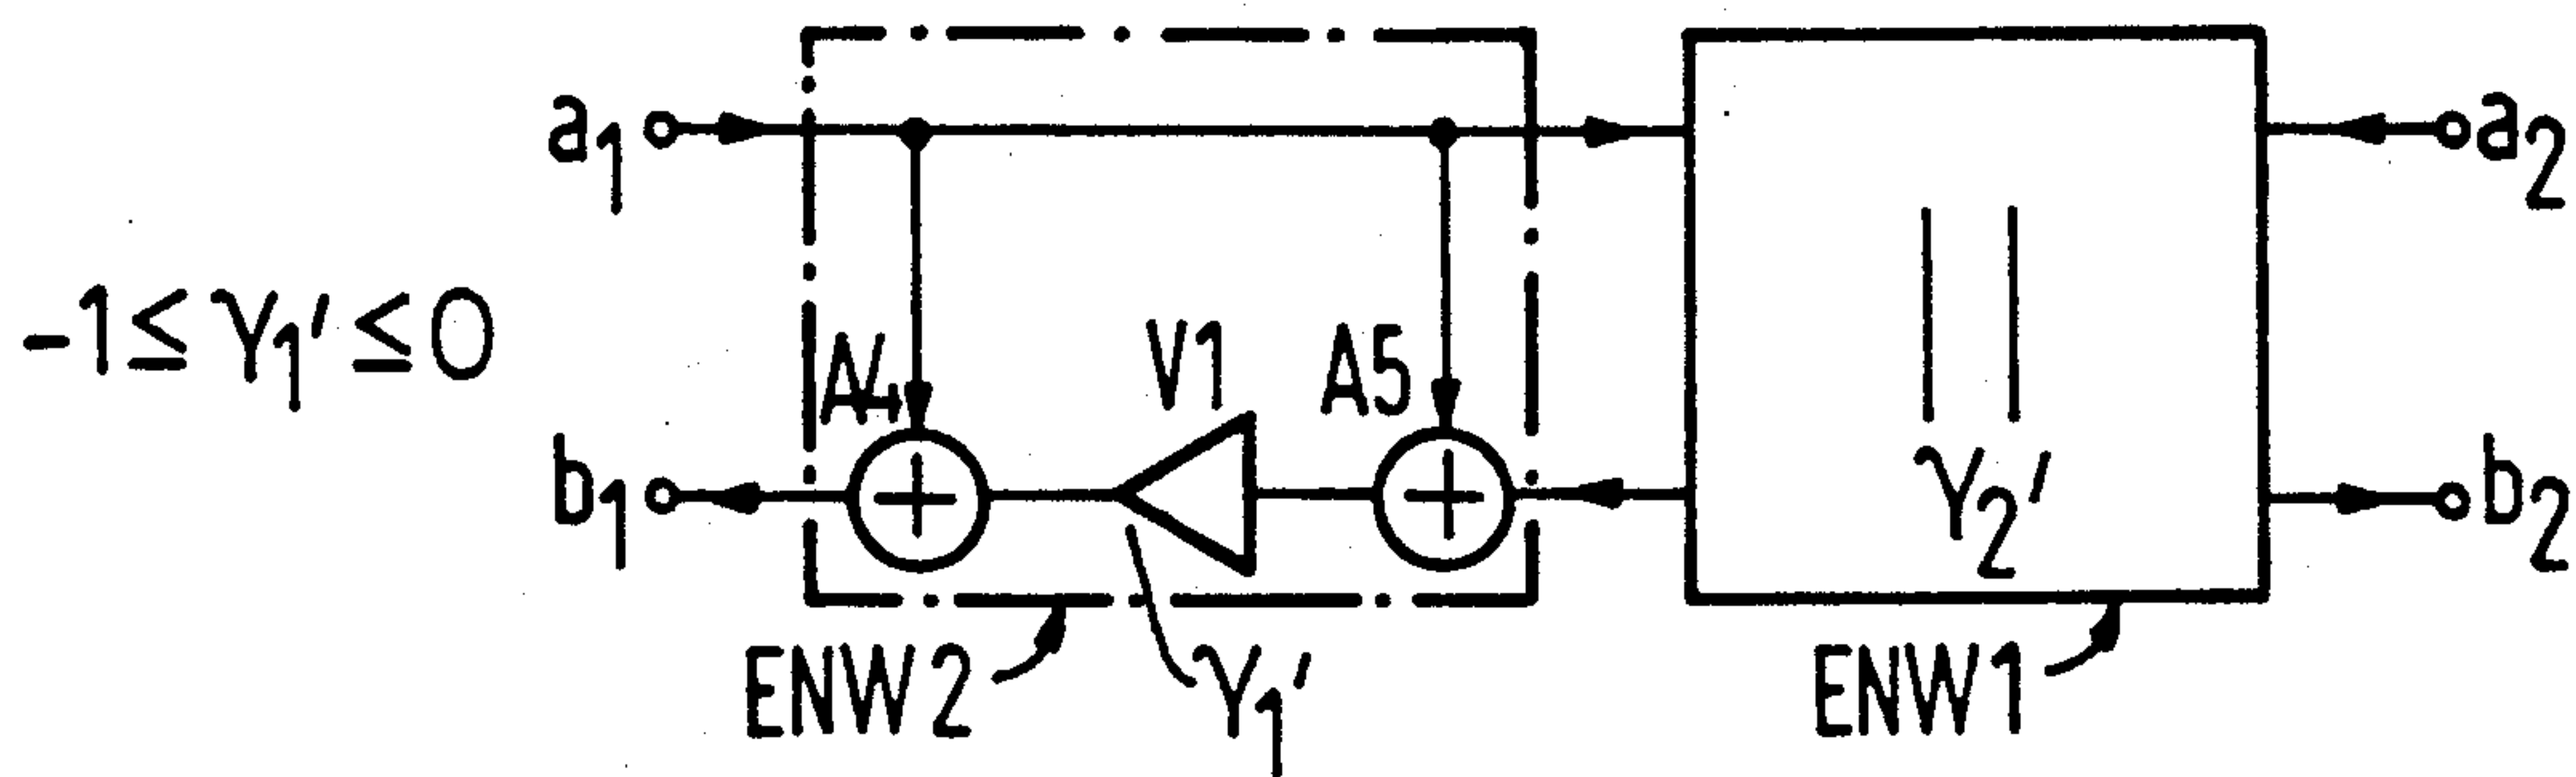 a₁
a₂
-1 ≤ γ₁' ≤ 0
A4
V1
A5
γ₂'
b₁
b₂
ENW2
γ₁'
ENW1